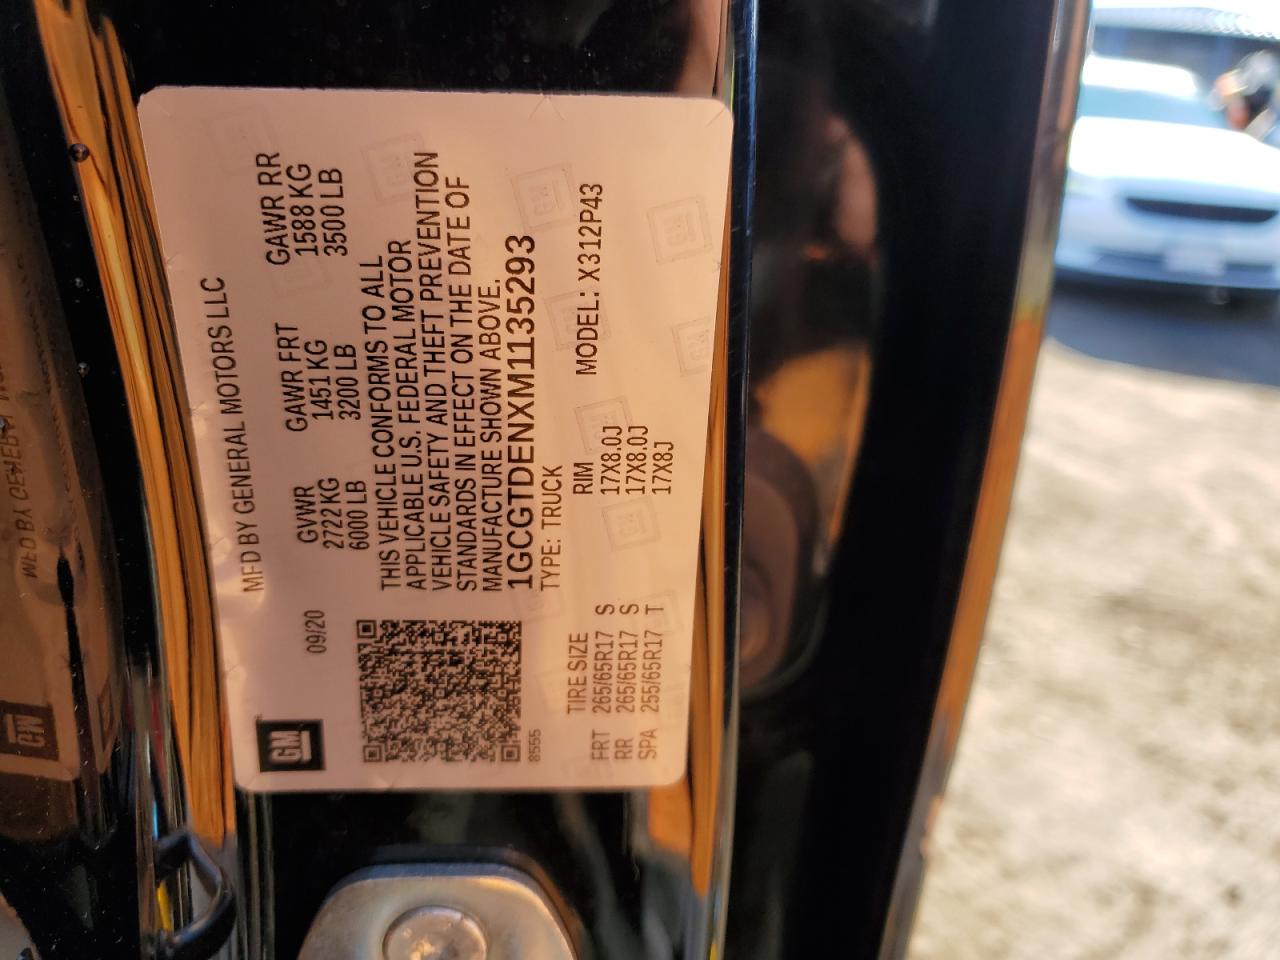 MFD BY GENERAL MOTORS LLC
09/20
GVWR GAWR FRT GAWR RR
2722 KG 1451 KG 1588 KG
6000 LB 3200 LB 3500 LB
THIS VEHICLE CONFORMS TO ALL
APPLICABLE U.S. FEDERAL MOTOR
VEHICLE SAFETY AND THEFT PREVENTION
STANDARDS IN EFFECT ON THE DATE OF
MANUFACTURE SHOWN ABOVE.
1GCGTDENXM1135293
TYPE: TRUCK
GM
8555
TIRE SIZE RIM MODEL: X312P43
FRT 265/65R17 S 17X8.0J
RR 265/65R17 S 17X8.0J
SPA 255/65R17 T 17X8J